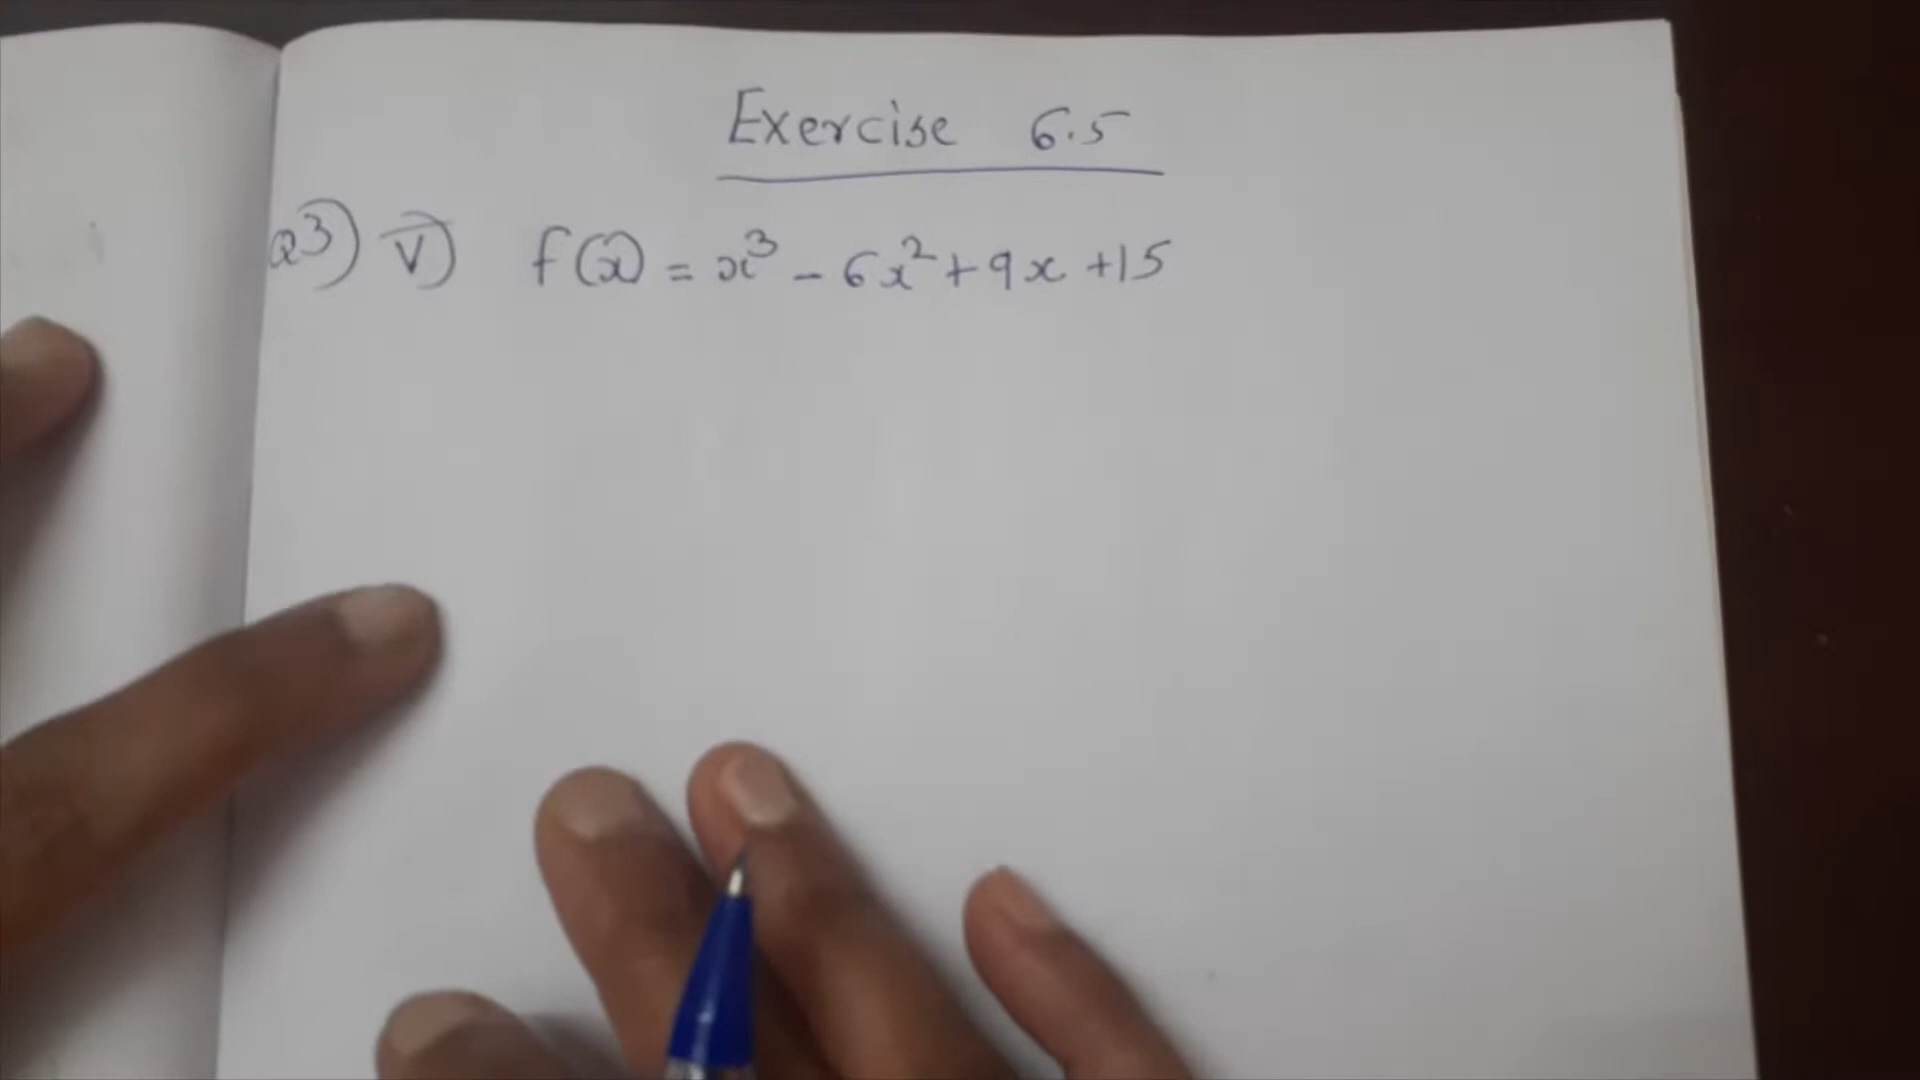 Exercise 6.5
Q3) V) f(x) = x³ - 6x² + 9x + 15